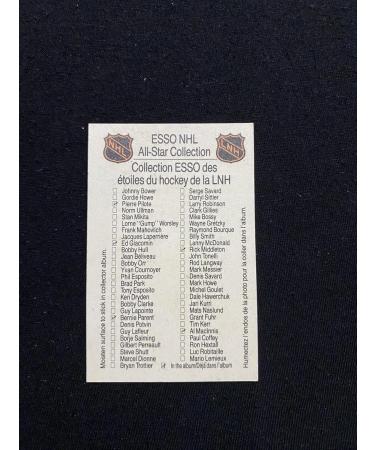 NHL
LNH
ESSO NHL
All-Star Collection
Collection ESSO des
étoiles du hockey de la LNH
Johnny Bower
Gordie Howe
Pierre Pilote
Norm Ullman
Stan Mikita
Lorne "Gump" Worsley
Frank Mahovlich
Jacques Laperrière
Ed Giacomin
Bobby Hull
Jean Béliveau
Bobby Orr
Yvan Cournoyer
Phil Esposito
Brad Park
Tony Esposito
Ken Dryden
Bobby Clarke
Guy Lapointe
Bernie Parent
Denis Potvin
Guy Lafleur
Borje Salming
Gilbert Perreault
Steve Shutt
Marcel Dionne
Bryan Trottier
Serge Savard
Darryl Sittler
Larry Robinson
Clark Gillies
Mike Bossy
Wayne Gretzky
Raymond Bourque
Billy Smith
Lanny McDonald
Rick Middleton
John Tonelli
Rod Langway
Mark Messier
Denis Savard
Mark Howe
Michel Goulet
Dale Hawerchuk
Jari Kurri
Mats Naslund
Grant Fuhr
Tim Kerr
Al MacInnis
Paul Coffey
Ron Hextall
Luc Robitaille
Mario Lemieux
In the album/Déjà dans l'album
Moisten surface to stick in collector album.
Humectez l'endos de la photo pour la coller dans l'album.